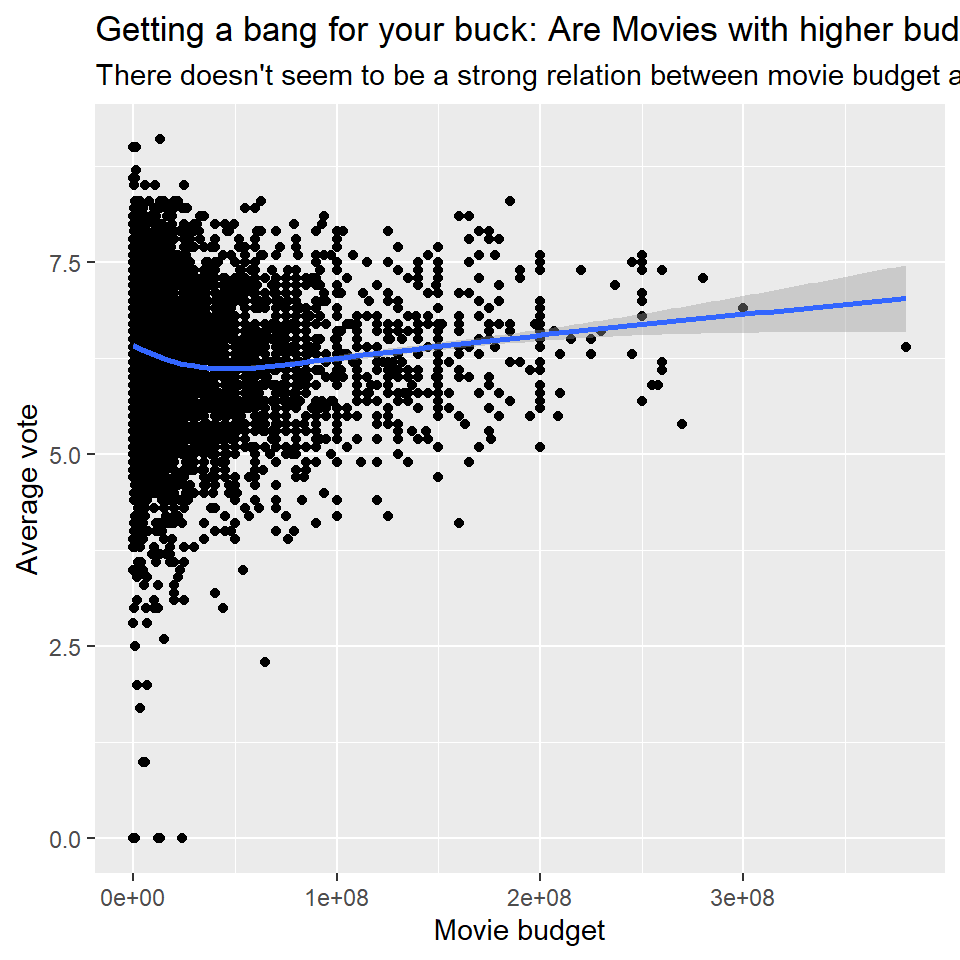 Getting a bang for your buck: Are Movies with higher bud
There doesn't seem to be a strong relation between movie budget a
7.5
5.0
2.5
0.0
Average vote
0e+00 1e+08 2e+08 3e+08
Movie budget